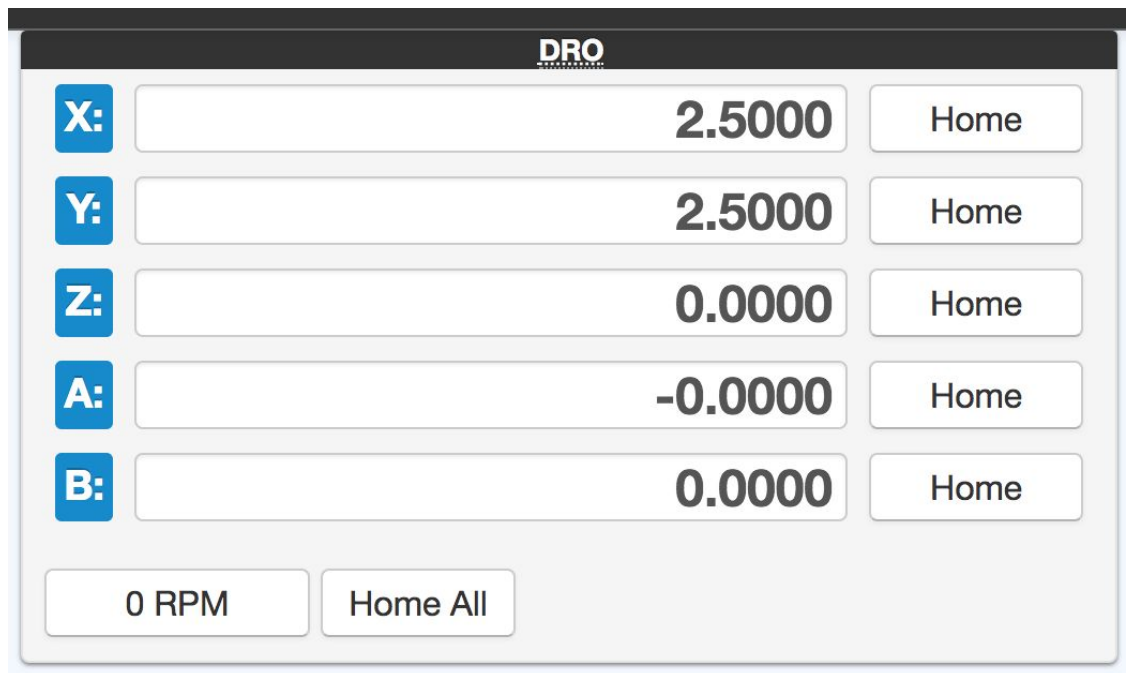 DRO
X: 2.5000 Home
Y: 2.5000 Home
Z: 0.0000 Home
A: -0.0000 Home
B: 0.0000 Home
0 RPM Home All